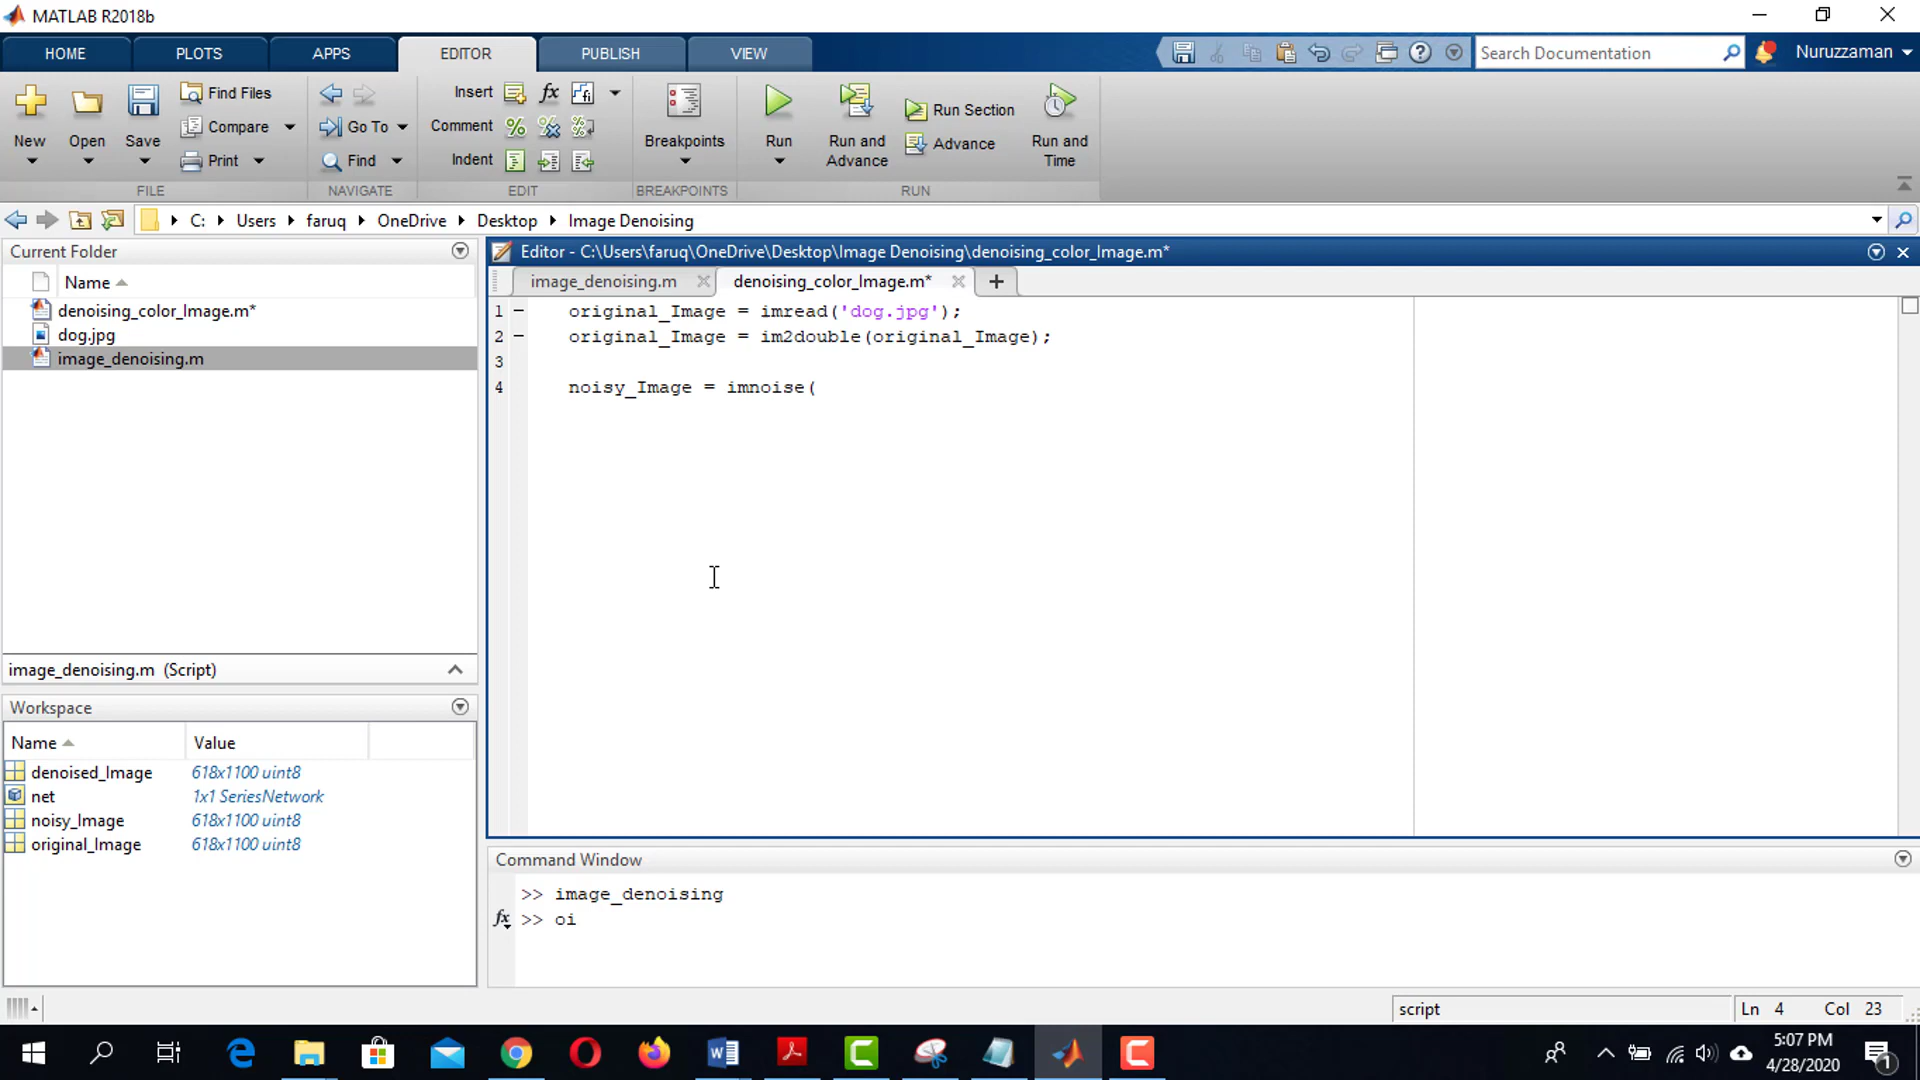 MATLAB R2018b
HOME PLOTS APPS EDITOR PUBLISH VIEW Search Documentation Nuruzzaman
New Open Save Find Files Compare Print Go To Find Insert fx Comment Indent Breakpoints Run Run and Advance Run Section Advance Run and Time
FILE NAVIGATE EDIT BREAKPOINTS RUN
C: Users faruq OneDrive Desktop Image Denoising
Current Folder
Name
denoising_color_Image.m*
dog.jpg
image_denoising.m
image_denoising.m (Script)
Workspace
Name Value
denoised_Image 618x1100 uint8
net 1x1 SeriesNetwork
noisy_Image 618x1100 uint8
original_Image 618x1100 uint8
Editor - C:\Users\faruq\OneDrive\Desktop\Image Denoising\denoising_color_Image.m*
image_denoising.m denoising_color_Image.m*
1 original_Image = imread('dog.jpg');
2 original_Image = im2double(original_Image);
3
4 noisy_Image = imnoise(
Command Window
>> image_denoising
fx >> oi
script Ln 4 Col 23
5:07 PM
4/28/2020
1